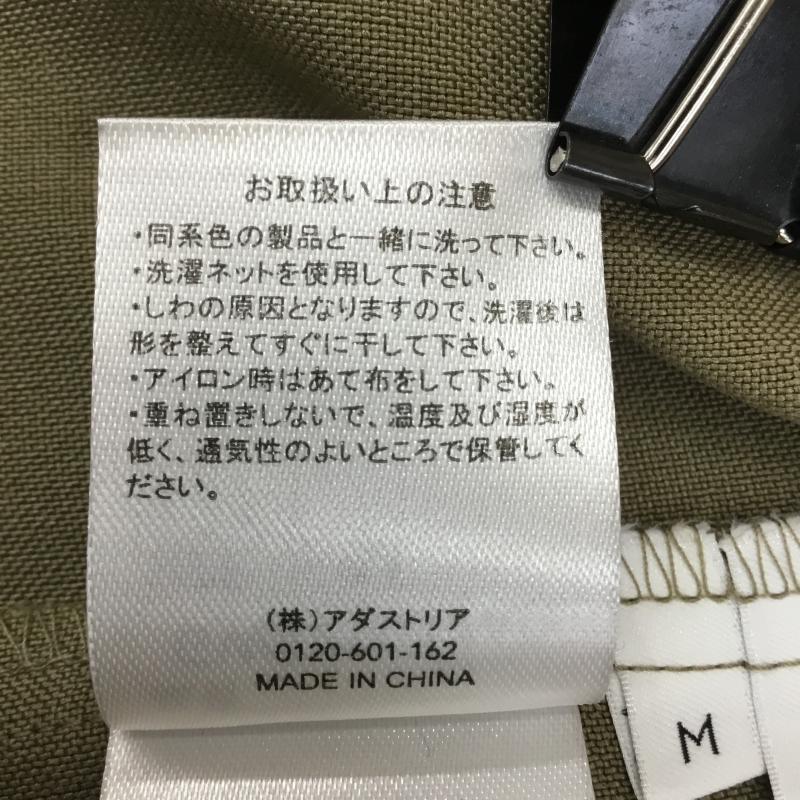 お取扱い上の注意
・同系色の製品と一緒に洗って下さい。
・洗濯ネットを使用して下さい。
・しわの原因となりますので、洗濯後は
形を整えてすぐに干して下さい。
・アイロン時はあて布をして下さい。
・重ね置きしないで、温度及び湿度が
低く、通気性のよいところで保管してく
ださい。
(株)アダストリア
0120-601-162
MADE IN CHINA
M